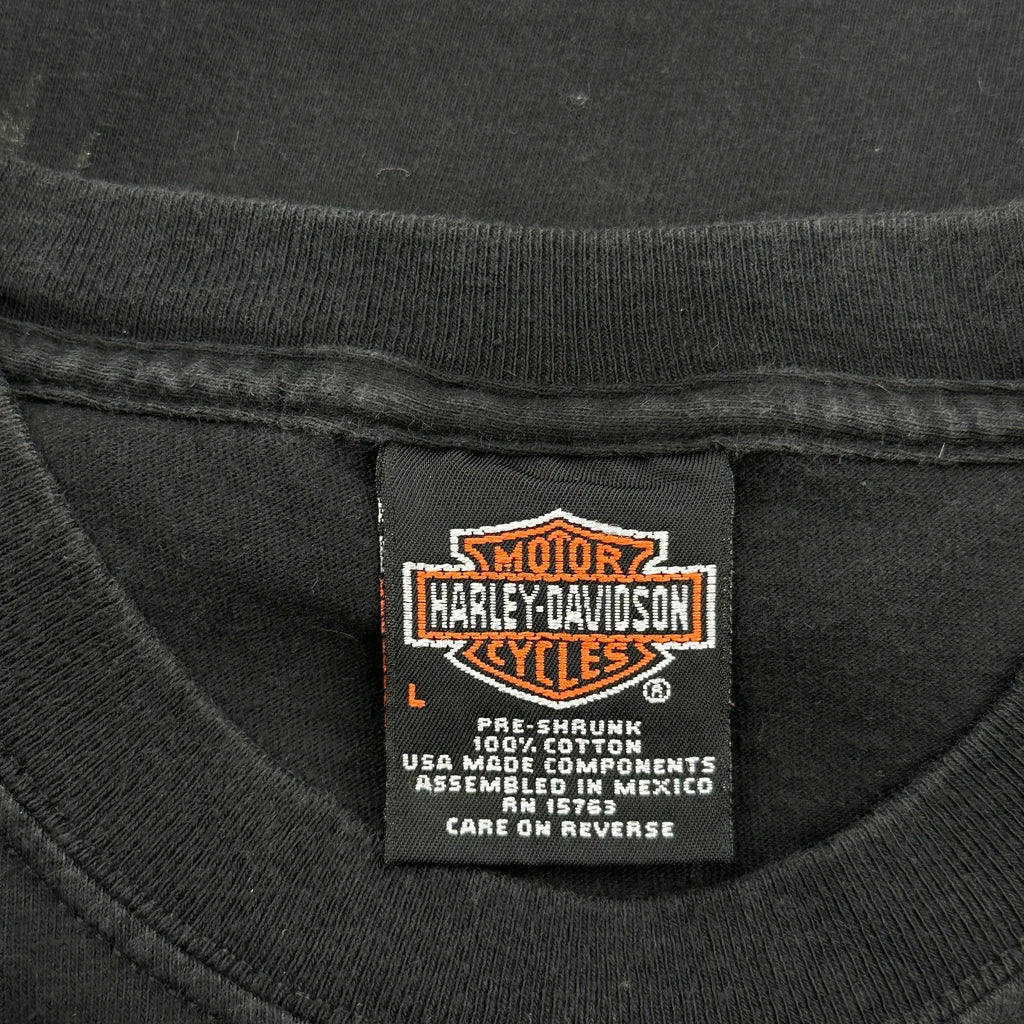 MOTOR
HARLEY-DAVIDSON
CYCLES
L
®
PRE-SHRUNK
100% COTTON
USA MADE COMPONENTS
ASSEMBLED IN MEXICO
RN 15763
CARE ON REVERSE